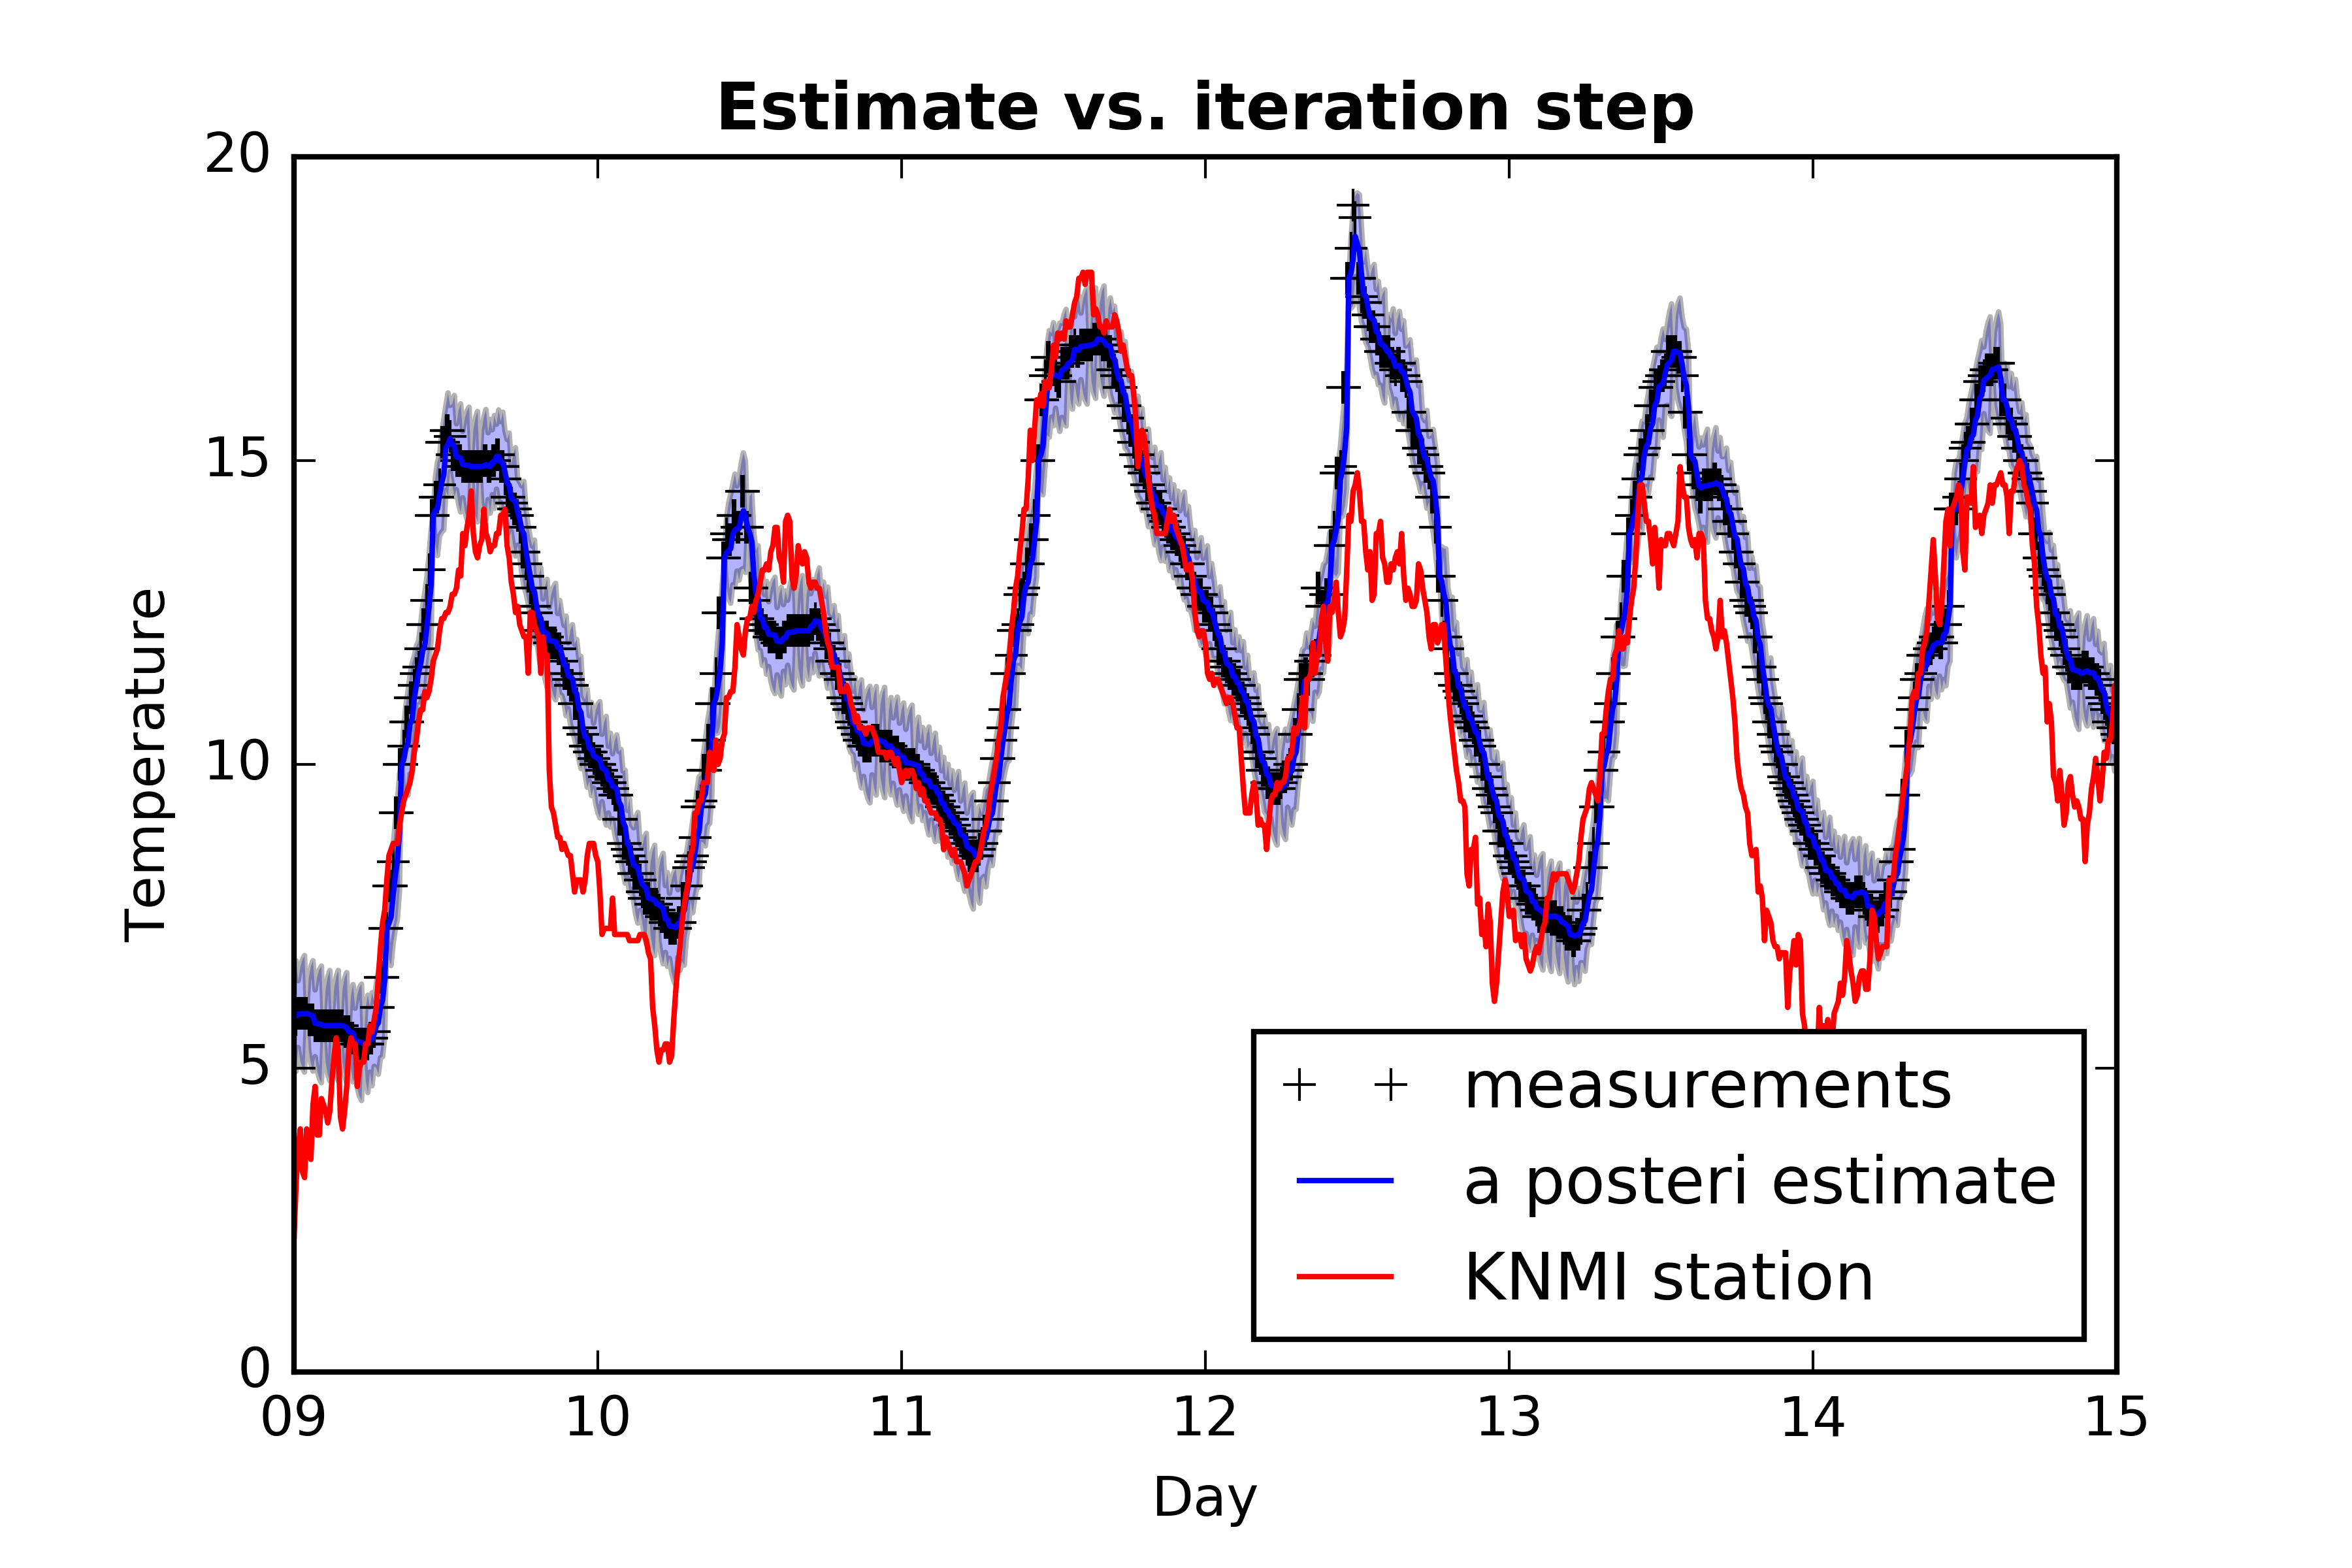 Estimate vs. iteration step
20
15
10
5
0
Temperature
09 10 11 12 13 14 15
Day
measurements
a posteri estimate
KNMI station